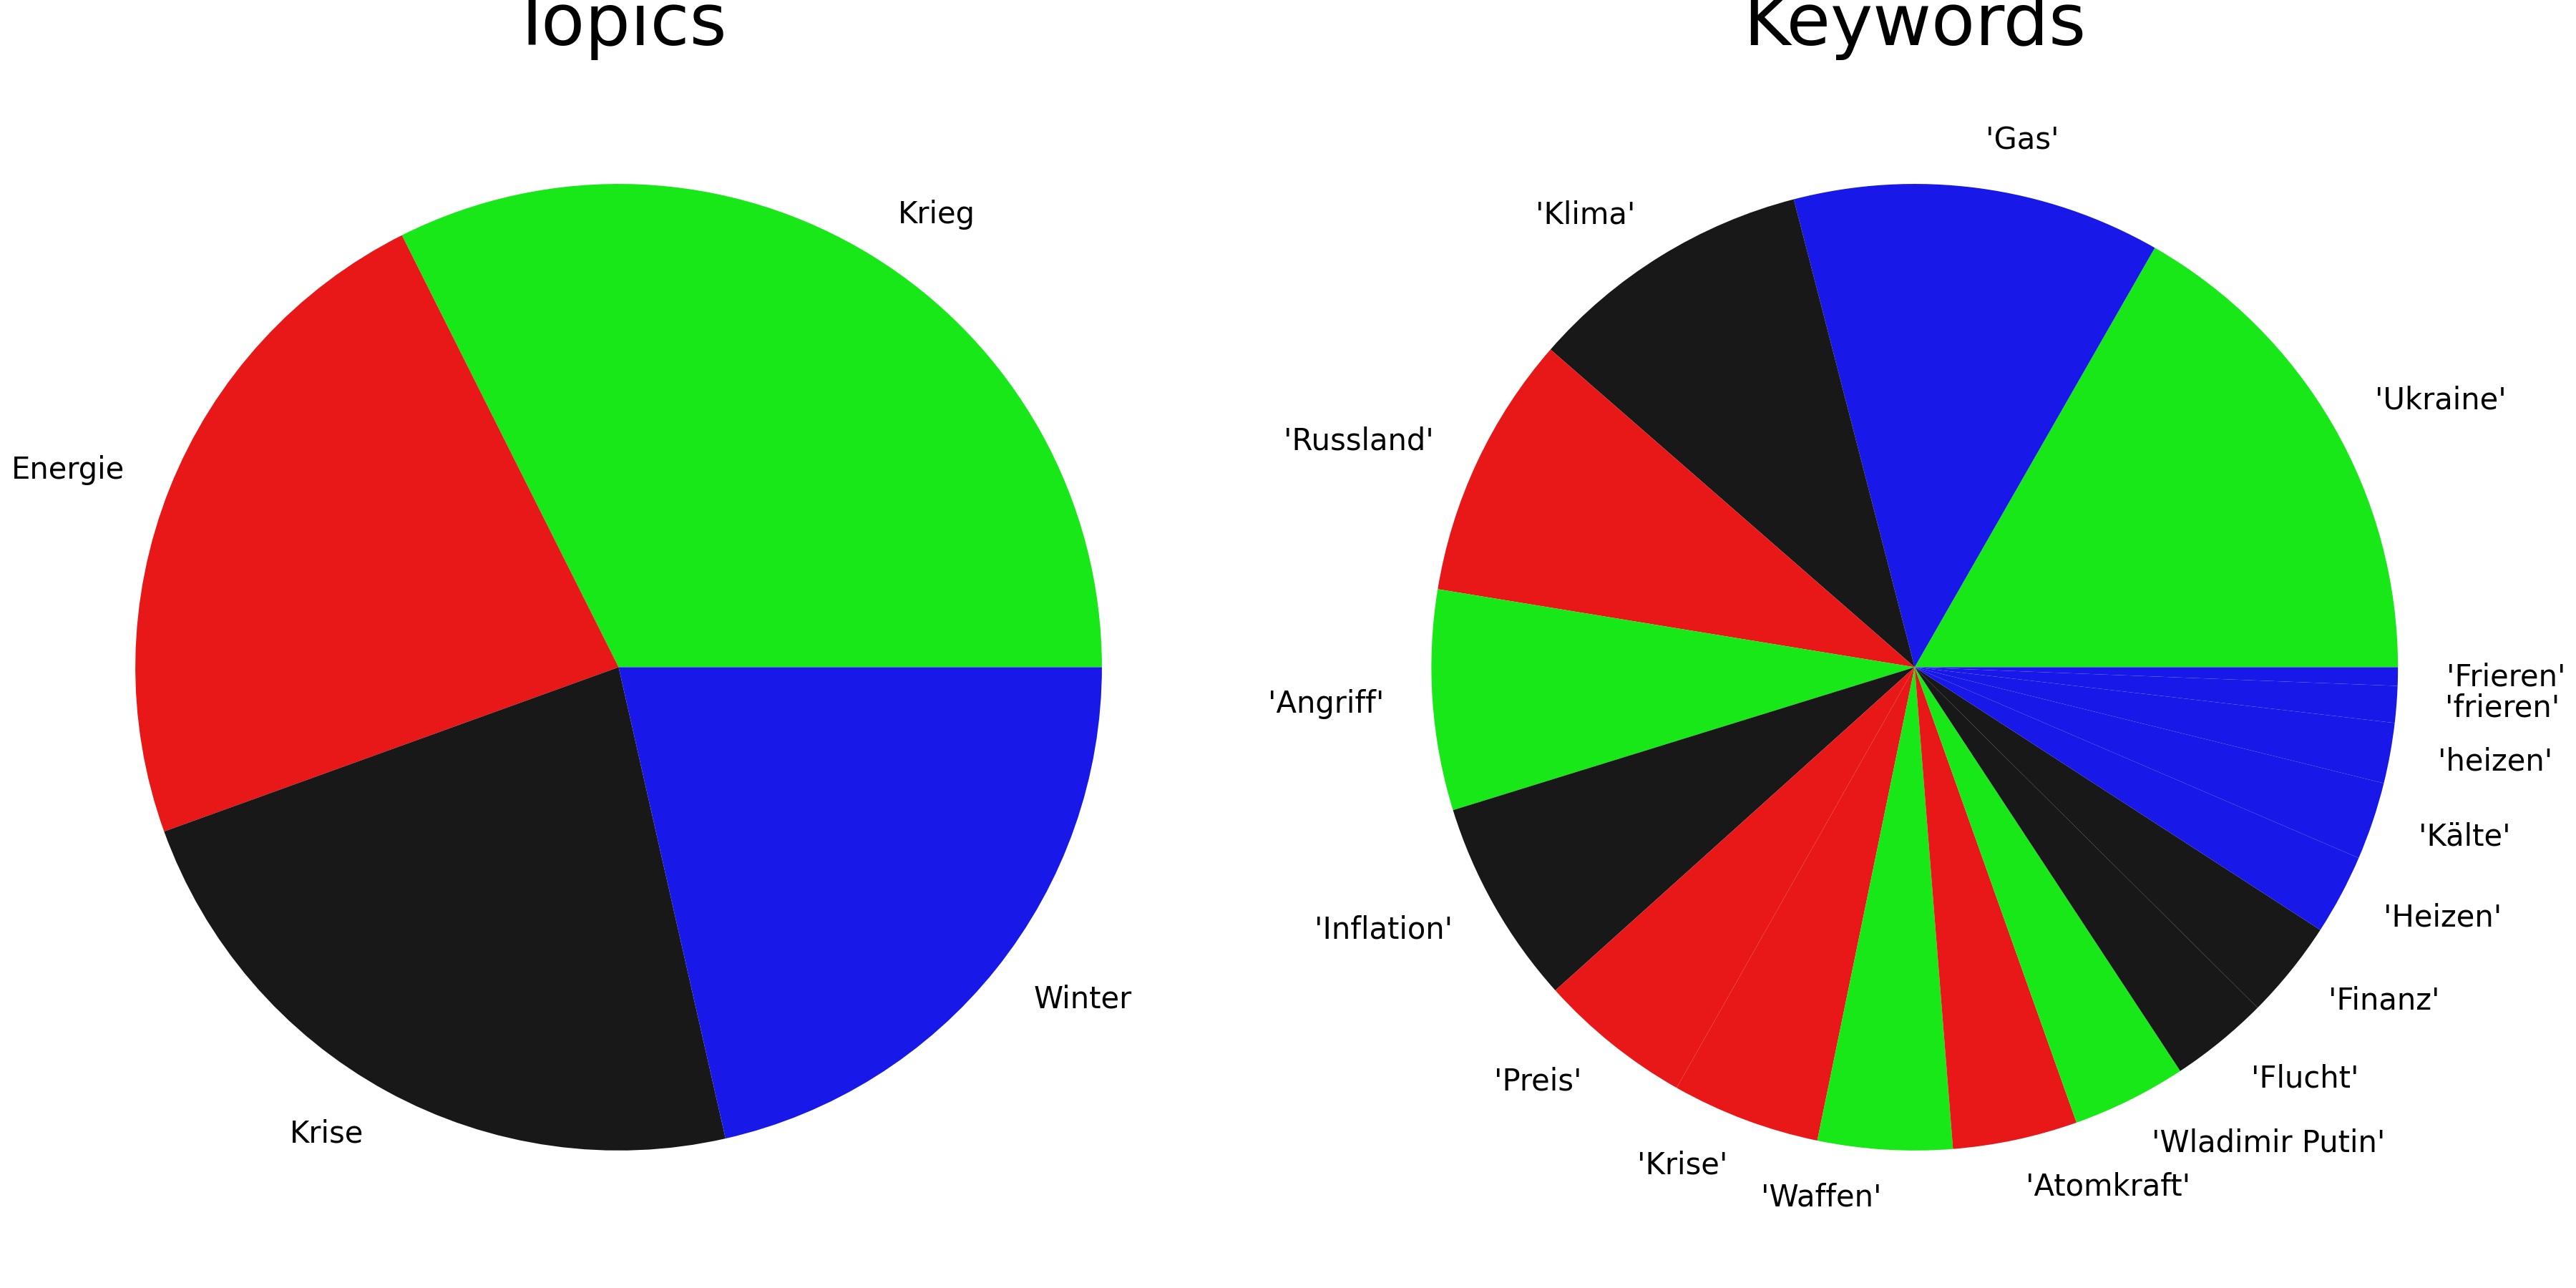 Topics
Krieg
Energie
Krise
Winter
Keywords
'Gas'
'Klima'
'Ukraine'
'Russland'
'Angriff'
'Inflation'
'Preis'
'Krise'
'Waffen'
'Atomkraft'
'Wladimir Putin'
'Flucht'
'Finanz'
'Heizen'
'Kälte'
'heizen'
'frieren'
'Frieren'